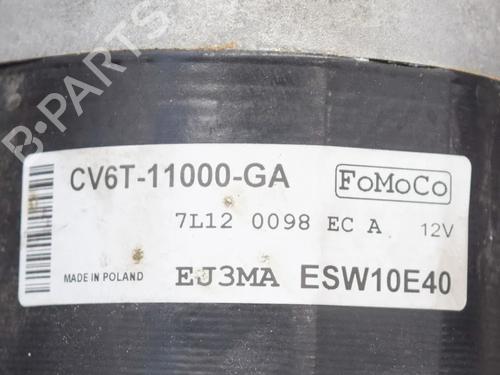 B-PARTS
CV6T-11000-GA
FoMoCo
7L12 0098 EC A 12V
MADE IN POLAND
EJ3MA ESW10E40